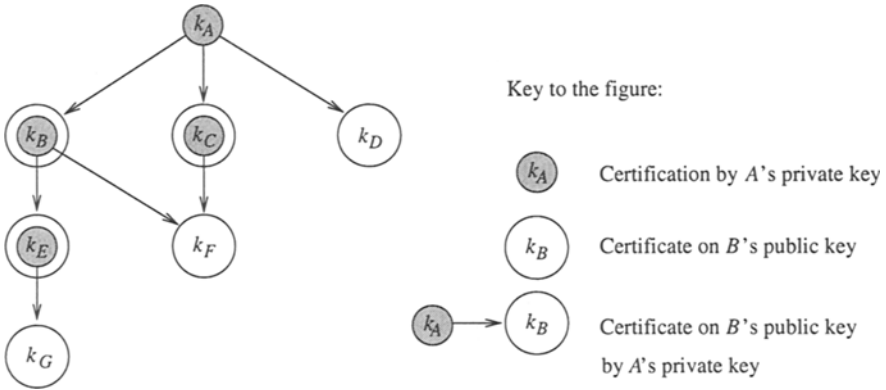 k_A
k_B k_C k_D
k_E k_F
k_G
Key to the figure:
k_A Certification by A's private key
k_B Certificate on B's public key
k_A k_B Certificate on B's public key
by A's private key